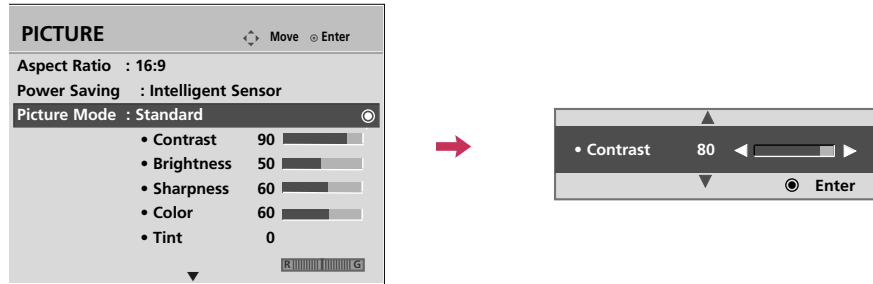 PICTURE
Move Enter
Aspect Ratio : 16:9
Power Saving : Intelligent Sensor
Picture Mode : Standard
• Contrast 90
• Brightness 50
• Sharpness 60
• Color 60
• Tint 0
R G
• Contrast 80
Enter